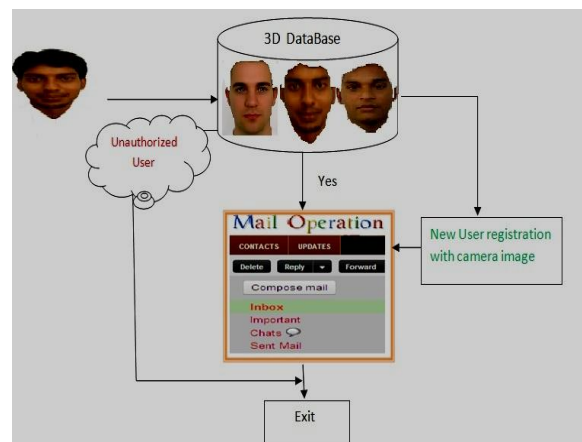 3D DataBase
Unauthorized
User
Yes
Mail Operation
CONTACTS UPDATES
Delete Reply Forward
Compose mail
Inbox
Important
Chats
Sent Mail
New User registration
with camera image
Exit